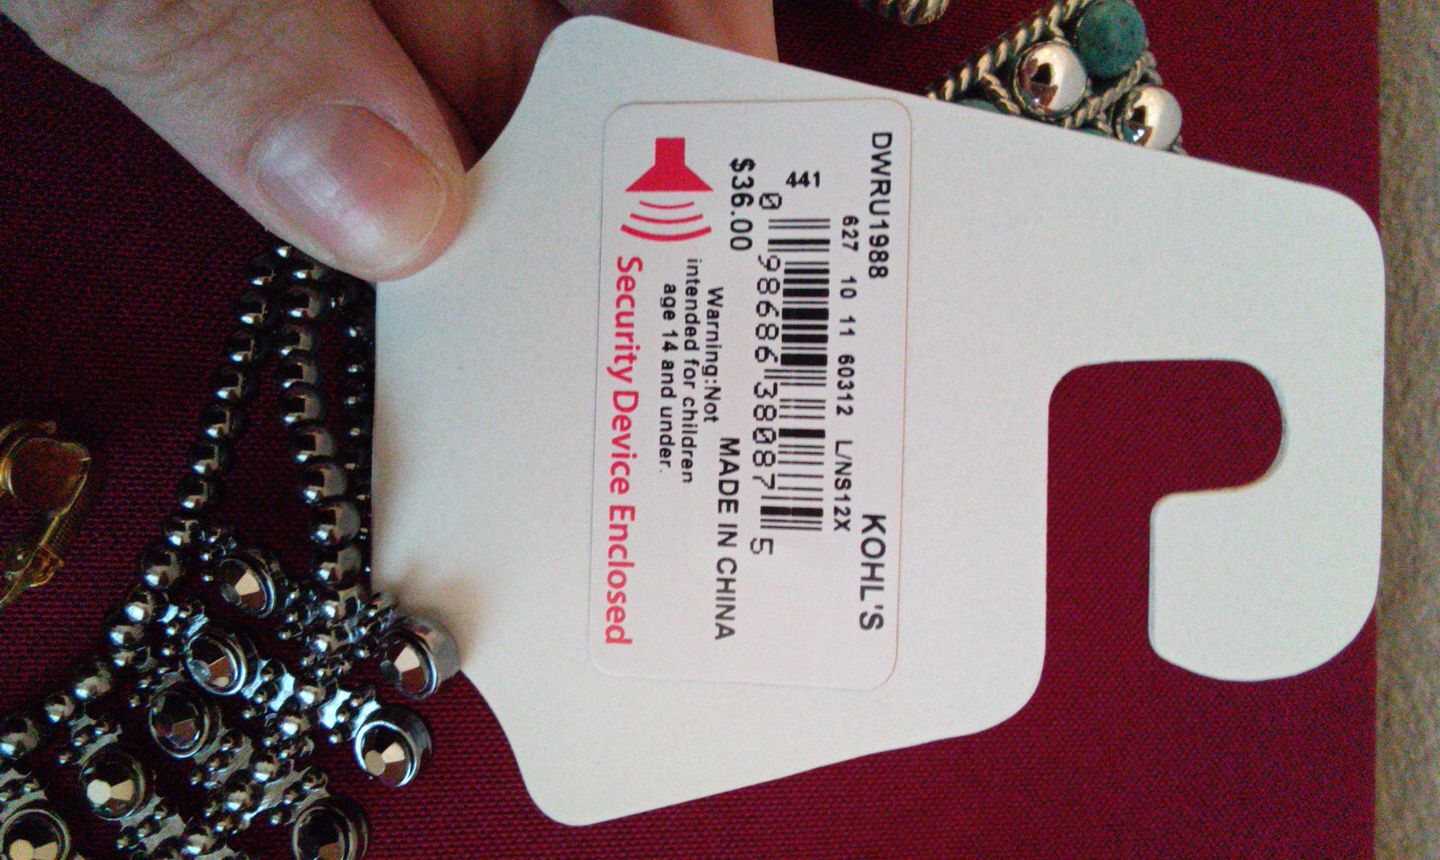 DWRU1988 KOHL'S
627 10 11 60312 L/NS12X
441
0 98686 38087 5
$36.00 MADE IN CHINA
Warning:Not
intended for children
age 14 and under.
Security Device Enclosed